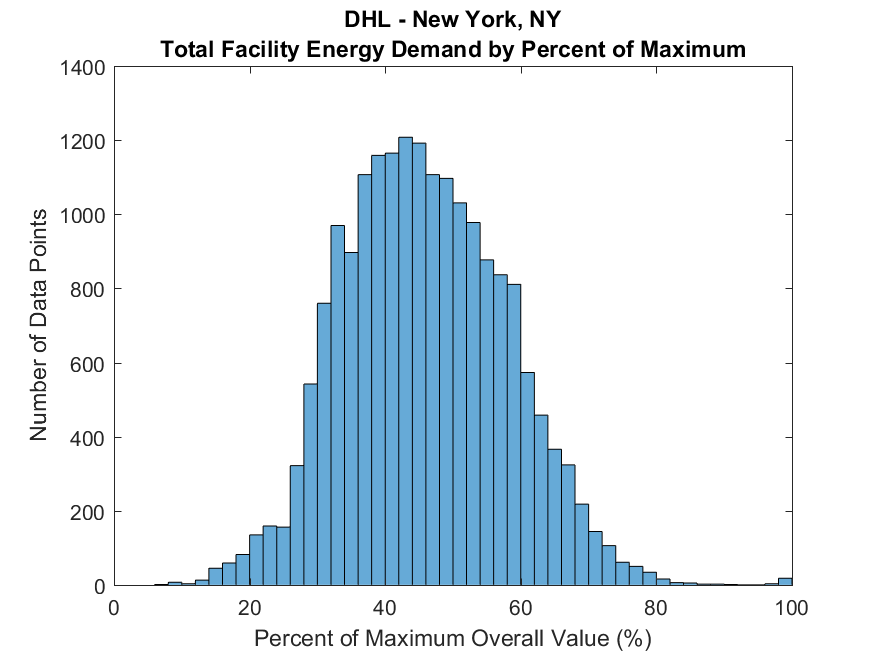 DHL - New York, NY
Total Facility Energy Demand by Percent of Maximum
1400
1200
1000
800
600
400
200
0
Number of Data Points
0 20 40 60 80 100
Percent of Maximum Overall Value (%)